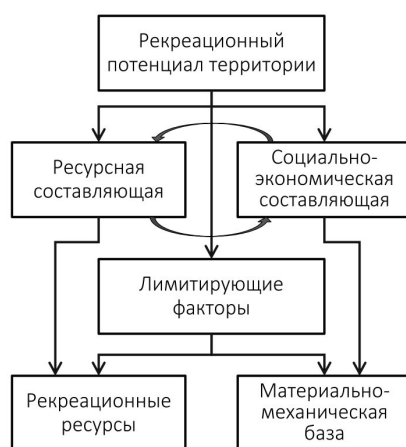 Рекреационный
потенциал территории
Ресурсная
составляющая
Социально-
экономическая
составляющая
Лимитирующие
факторы
Рекреационные
ресурсы
Материально-
механическая
база